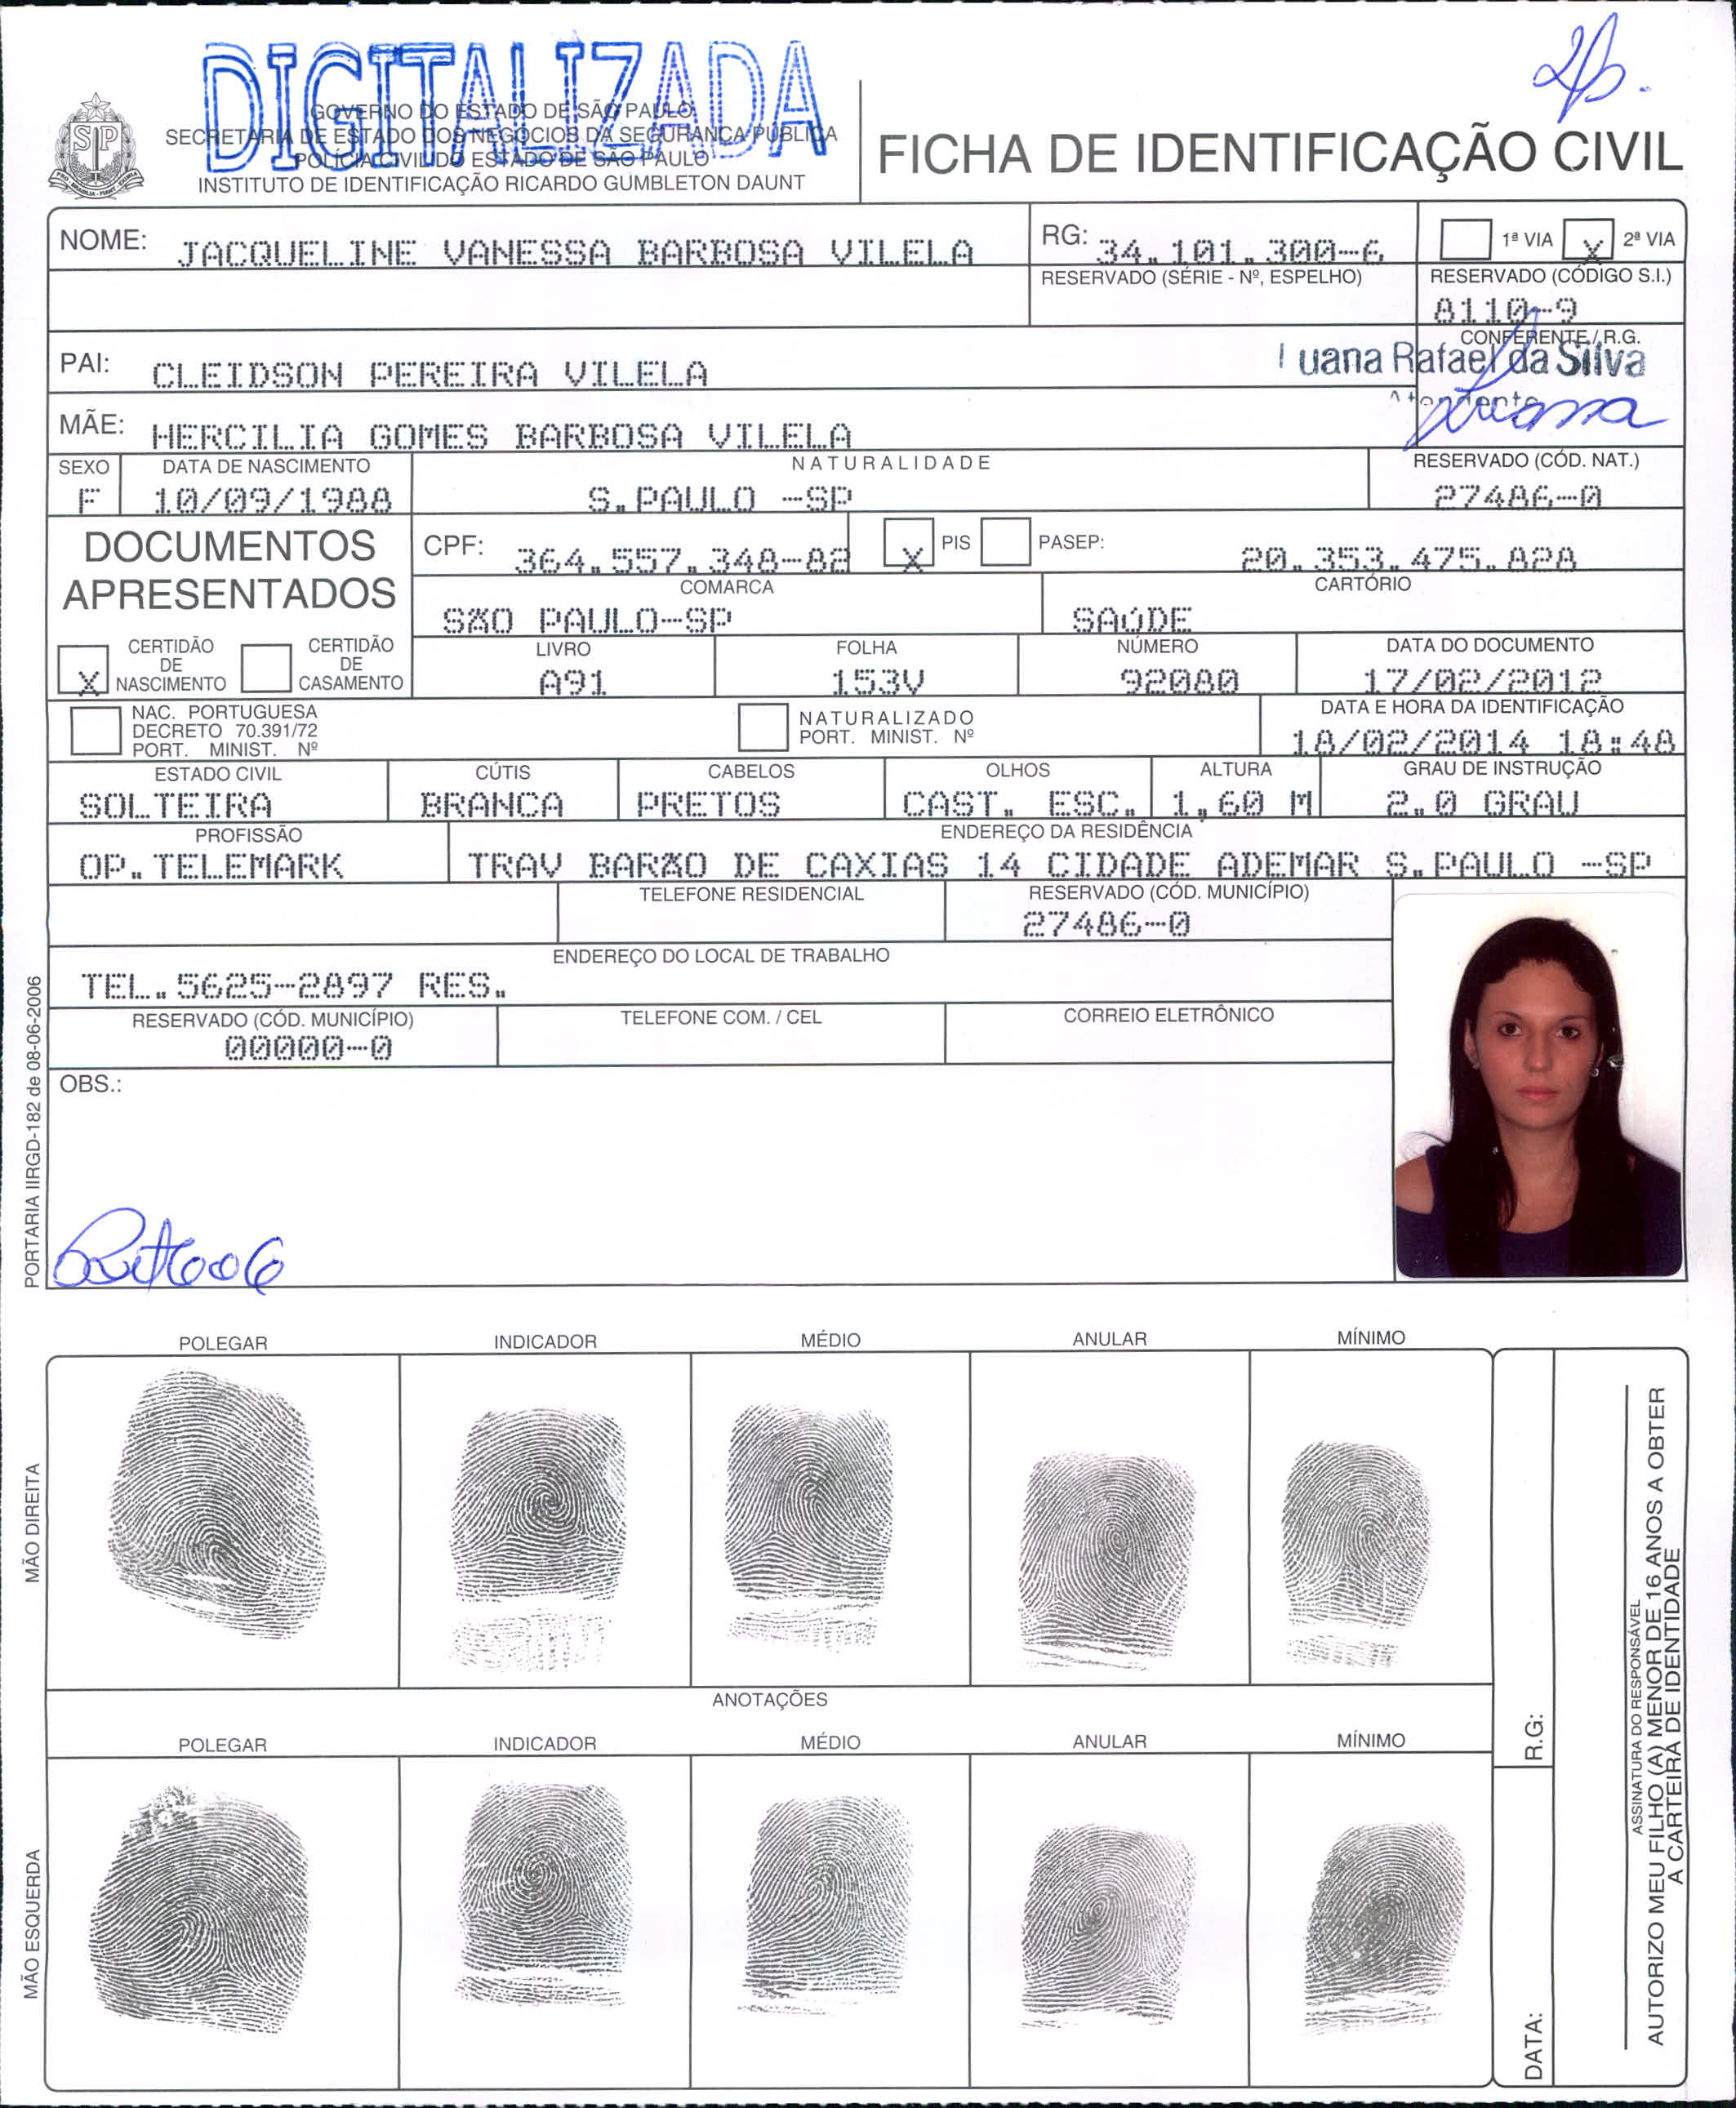 DIGITALIZADA
GOVERNO DO ESTADO DE SÃO PAULO
SECRETARIA DE ESTADO DOS NEGÓCIOS DA SEGURANÇA PÚBLICA
POLÍCIA CIVIL DO ESTADO DE SÃO PAULO
INSTITUTO DE IDENTIFICAÇÃO RICARDO GUMBLETON DAUNT
FICHA DE IDENTIFICAÇÃO CIVIL
NOME: JACQUELINE VANESSA BARBOSA VILELA
RG: 34.101.300-6
1ª VIA X 2ª VIA
RESERVADO (SÉRIE - Nº, ESPELHO)
RESERVADO (CÓDIGO S.I.)
8110-9
CONFERENTE / R.G.
PAI: CLEIDSON PEREIRA VILELA
uana Rafael da Silva
MÃE: HERCILIA GOMES BARBOSA VILELA
SEXO DATA DE NASCIMENTO NATURALIDADE RESERVADO (CÓD. NAT.)
F 10/09/1988 S.PAULO -SP 27486-0
DOCUMENTOS APRESENTADOS
CPF: 364.557.348-82 X PIS PASEP: 20.353.475.828
COMARCA CARTÓRIO
SÃO PAULO-SP SAúDE
X CERTIDÃO DE NASCIMENTO CERTIDÃO DE CASAMENTO
LIVRO FOLHA NÚMERO DATA DO DOCUMENTO
A91 153V 92080 17/02/2012
NAC. PORTUGUESA
DECRETO 70.391/72
PORT. MINIST. Nº
NATURALIZADO
PORT. MINIST. Nº
DATA E HORA DA IDENTIFICAÇÃO
18/02/2014 18:48
ESTADO CIVIL CÚTIS CABELOS OLHOS ALTURA GRAU DE INSTRUÇÃO
SOLTEIRA BRANCA PRETOS CAST. ESC. 1,60 M 2.0 GRAU
PROFISSÃO ENDEREÇO DA RESIDÊNCIA
OP.TELEMARK TRAV BARÃO DE CAXIAS 14 CIDADE ADEMAR S.PAULO -SP
TELEFONE RESIDENCIAL RESERVADO (CÓD. MUNICÍPIO)
27486-0
ENDEREÇO DO LOCAL DE TRABALHO
TEL.5625-2897 RES.
RESERVADO (CÓD. MUNICÍPIO) TELEFONE COM. / CEL CORREIO ELETRÔNICO
00000-0
OBS.:
PORTARIA IIRGD-182 de 08-06-2006
POLEGAR INDICADOR MÉDIO ANULAR MÍNIMO
MÃO DIREITA
ANOTAÇÕES
POLEGAR INDICADOR MÉDIO ANULAR MÍNIMO
MÃO ESQUERDA
R.G:
DATA:
ASSINATURA DO RESPONSÁVEL
AUTORIZO MEU FILHO (A) MENOR DE 16 ANOS A OBTER
A CARTEIRA DE IDENTIDADE